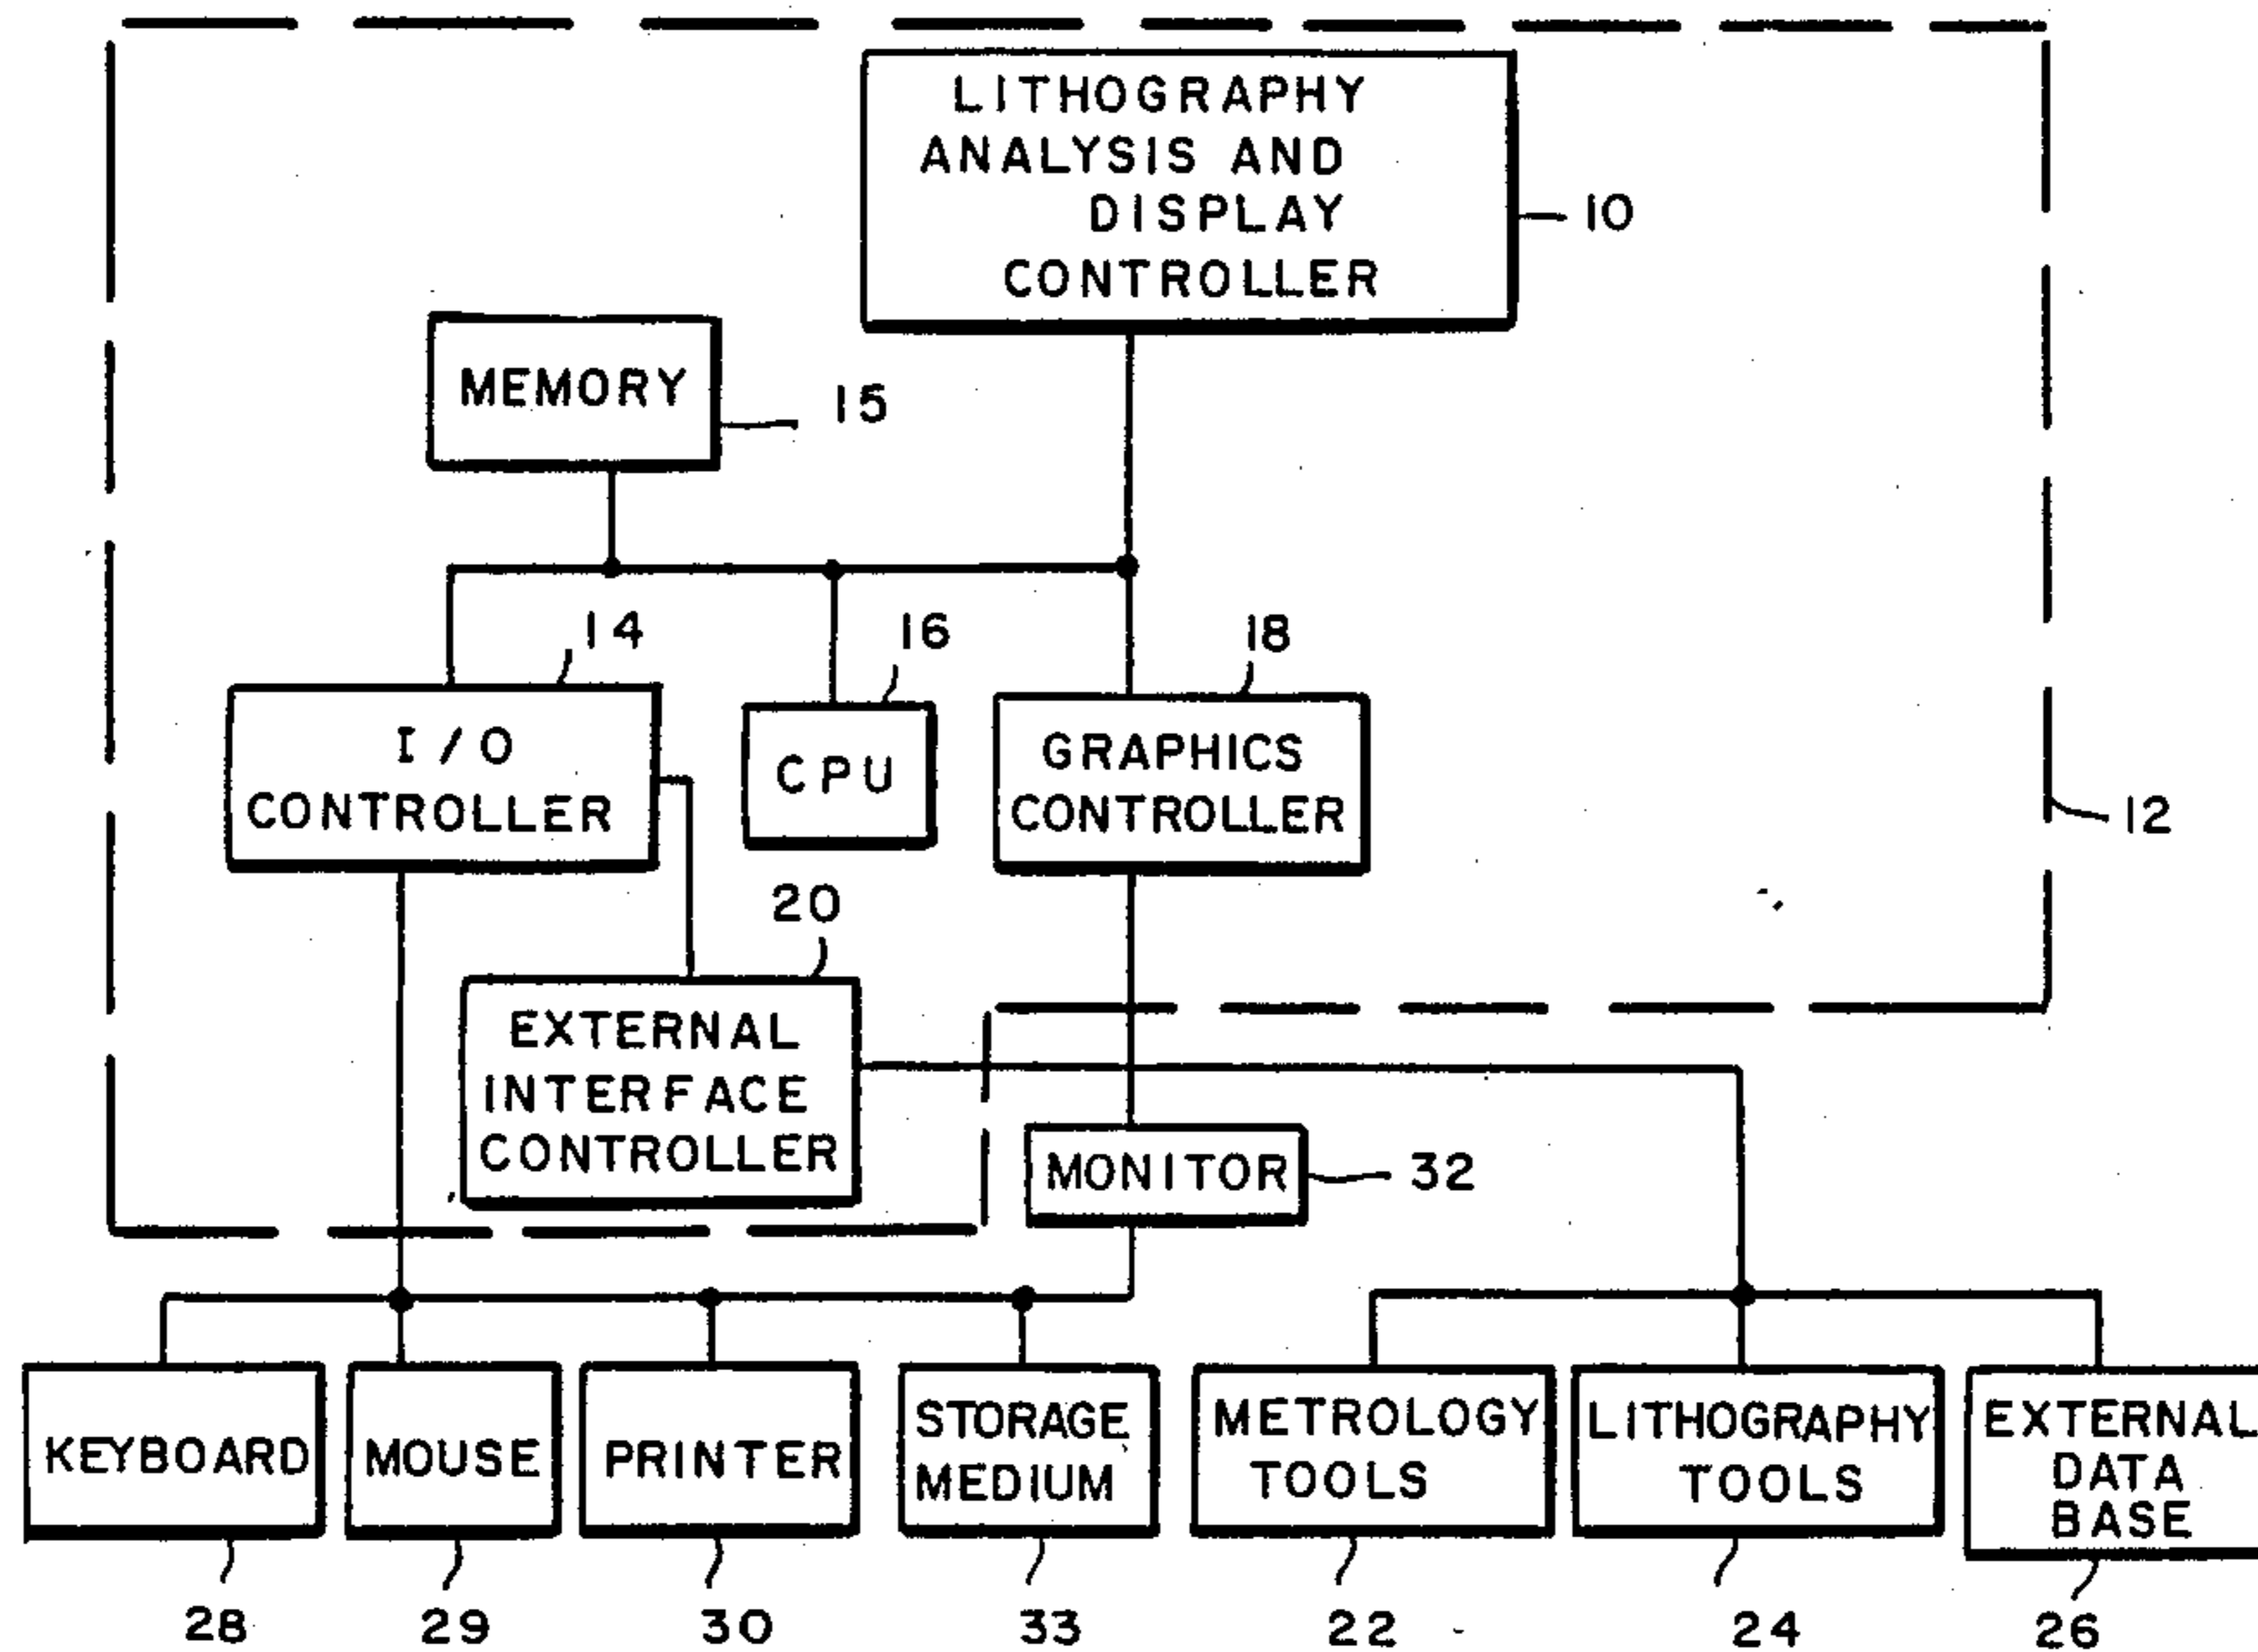 LITHOGRAPHY
ANALYSIS AND
DISPLAY
CONTROLLER
10
MEMORY
15
14
16
18
I/O
CONTROLLER
CPU
GRAPHICS
CONTROLLER
12
20
EXTERNAL
INTERFACE
CONTROLLER
MONITOR
32
KEYBOARD
MOUSE
PRINTER
STORAGE
MEDIUM
METROLOGY
TOOLS
LITHOGRAPHY
TOOLS
EXTERNAL
DATA
BASE
28
29
30
33
22
24
26